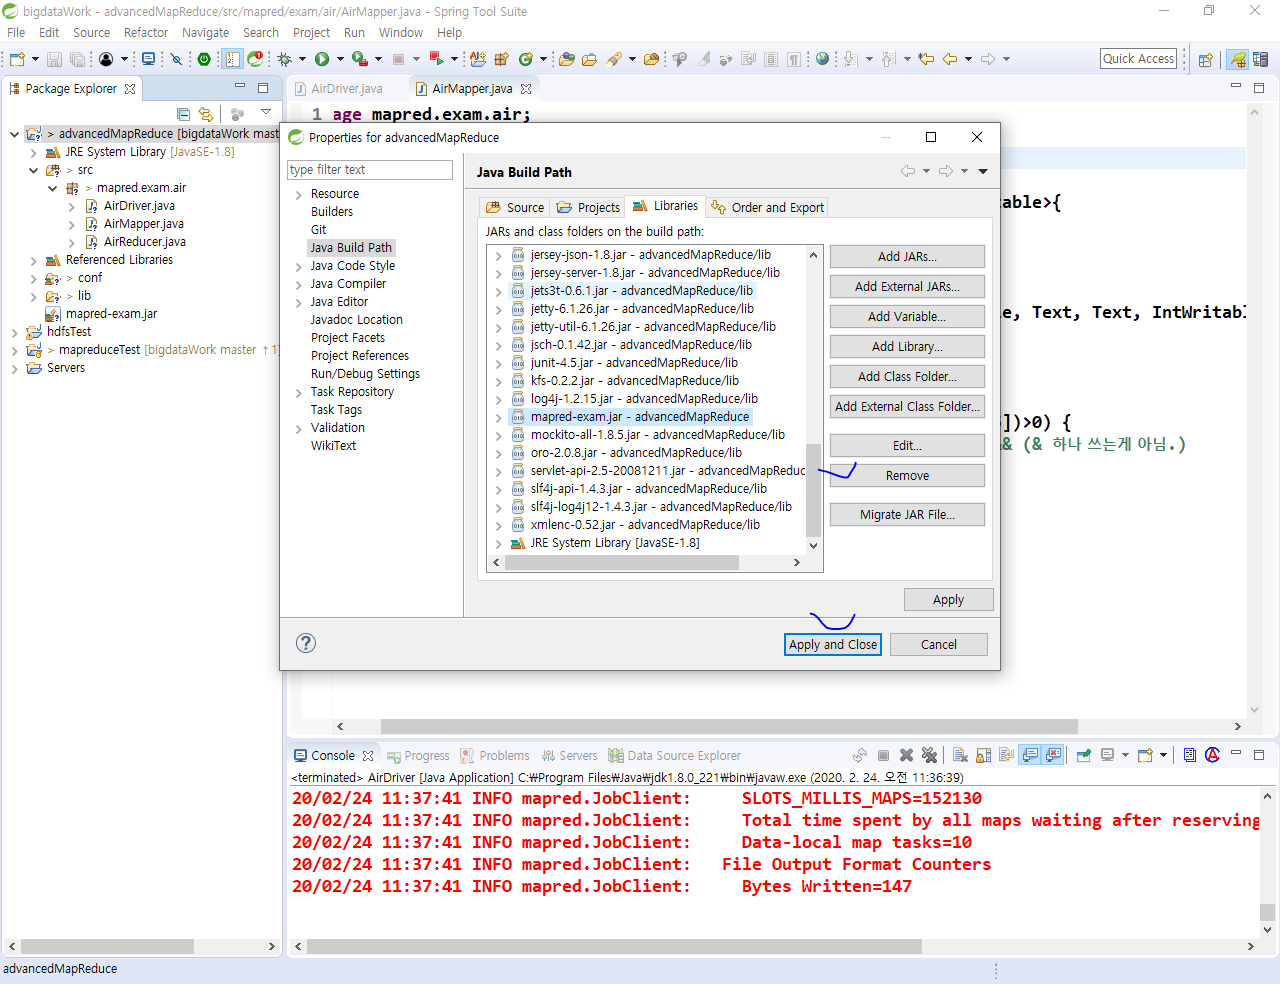 bigdataWork - advancedMapReduce/src/mapred/exam/air/AirMapper.java - Spring Tool Suite
File Edit Source Refactor Navigate Search Project Run Window Help
Quick Access
Package Explorer
AirDriver.java
AirMapper.java
> advancedMapReduce [bigdataWork mast
JRE System Library [JavaSE-1.8]
> src
> mapred.exam.air
AirDriver.java
AirMapper.java
AirReducer.java
Referenced Libraries
> conf
> lib
mapred-exam.jar
hdfsTest
> mapreduceTest [bigdataWork master ↑1]
Servers
1 age mapred.exam.air;
able>{
e, Text, Text, IntWritabl
])>0) {
& (& 하나 쓰는게 아님.)
Properties for advancedMapReduce
type filter text
Resource
Builders
Git
Java Build Path
Java Code Style
Java Compiler
Java Editor
Javadoc Location
Project Facets
Project References
Run/Debug Settings
Task Repository
Task Tags
Validation
WikiText
Java Build Path
Source Projects Libraries Order and Export
JARs and class folders on the build path:
jersey-json-1.8.jar - advancedMapReduce/lib
jersey-server-1.8.jar - advancedMapReduce/lib
jets3t-0.6.1.jar - advancedMapReduce/lib
jetty-6.1.26.jar - advancedMapReduce/lib
jetty-util-6.1.26.jar - advancedMapReduce/lib
jsch-0.1.42.jar - advancedMapReduce/lib
junit-4.5.jar - advancedMapReduce/lib
kfs-0.2.2.jar - advancedMapReduce/lib
log4j-1.2.15.jar - advancedMapReduce/lib
mapred-exam.jar - advancedMapReduce
mockito-all-1.8.5.jar - advancedMapReduce/lib
oro-2.0.8.jar - advancedMapReduce/lib
servlet-api-2.5-20081211.jar - advancedMapReduc
slf4j-api-1.4.3.jar - advancedMapReduce/lib
slf4j-log4j12-1.4.3.jar - advancedMapReduce/lib
xmlenc-0.52.jar - advancedMapReduce/lib
JRE System Library [JavaSE-1.8]
Add JARs...
Add External JARs...
Add Variable...
Add Library...
Add Class Folder...
Add External Class Folder...
Edit...
Remove
Migrate JAR File...
Apply
Apply and Close
Cancel
Console Progress Problems Servers Data Source Explorer
<terminated> AirDriver [Java Application] C:₩Program Files₩Java₩jdk1.8.0_221₩bin₩javaw.exe (2020. 2. 24. 오전 11:36:39)
20/02/24 11:37:41 INFO mapred.JobClient: SLOTS_MILLIS_MAPS=152130
20/02/24 11:37:41 INFO mapred.JobClient: Total time spent by all maps waiting after reserving
20/02/24 11:37:41 INFO mapred.JobClient: Data-local map tasks=10
20/02/24 11:37:41 INFO mapred.JobClient: File Output Format Counters
20/02/24 11:37:41 INFO mapred.JobClient: Bytes Written=147
advancedMapReduce